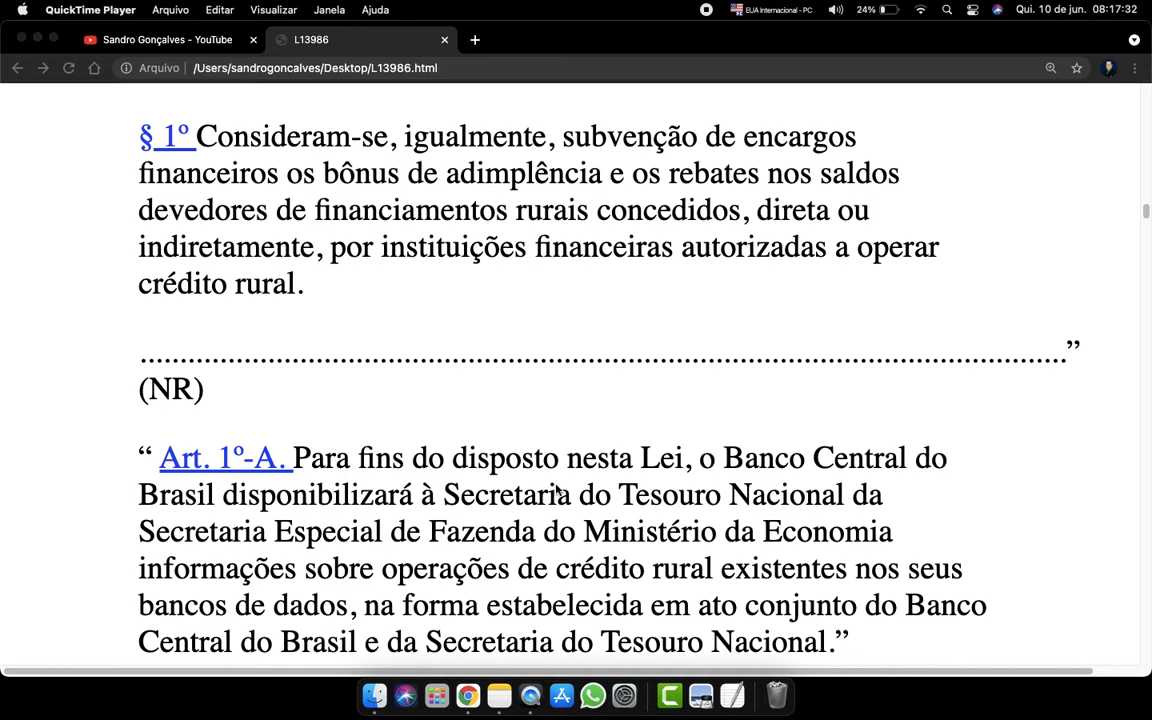 QuickTime Player Arquivo Editar Visualizar Janela Ajuda EUA Internacional - PC 24% Qui. 10 de jun. 08:17:32
Sandro Gonçalves - YouTube L13986
Arquivo /Users/sandrogoncalves/Desktop/L13986.html
§ 1º Consideram-se, igualmente, subvenção de encargos
financeiros os bônus de adimplência e os rebates nos saldos
devedores de financiamentos rurais concedidos, direta ou
indiretamente, por instituições financeiras autorizadas a operar
crédito rural.
.....................................................................................................................”
(NR)
“ Art. 1º-A. Para fins do disposto nesta Lei, o Banco Central do
Brasil disponibilizará à Secretaria do Tesouro Nacional da
Secretaria Especial de Fazenda do Ministério da Economia
informações sobre operações de crédito rural existentes nos seus
bancos de dados, na forma estabelecida em ato conjunto do Banco
Central do Brasil e da Secretaria do Tesouro Nacional.”